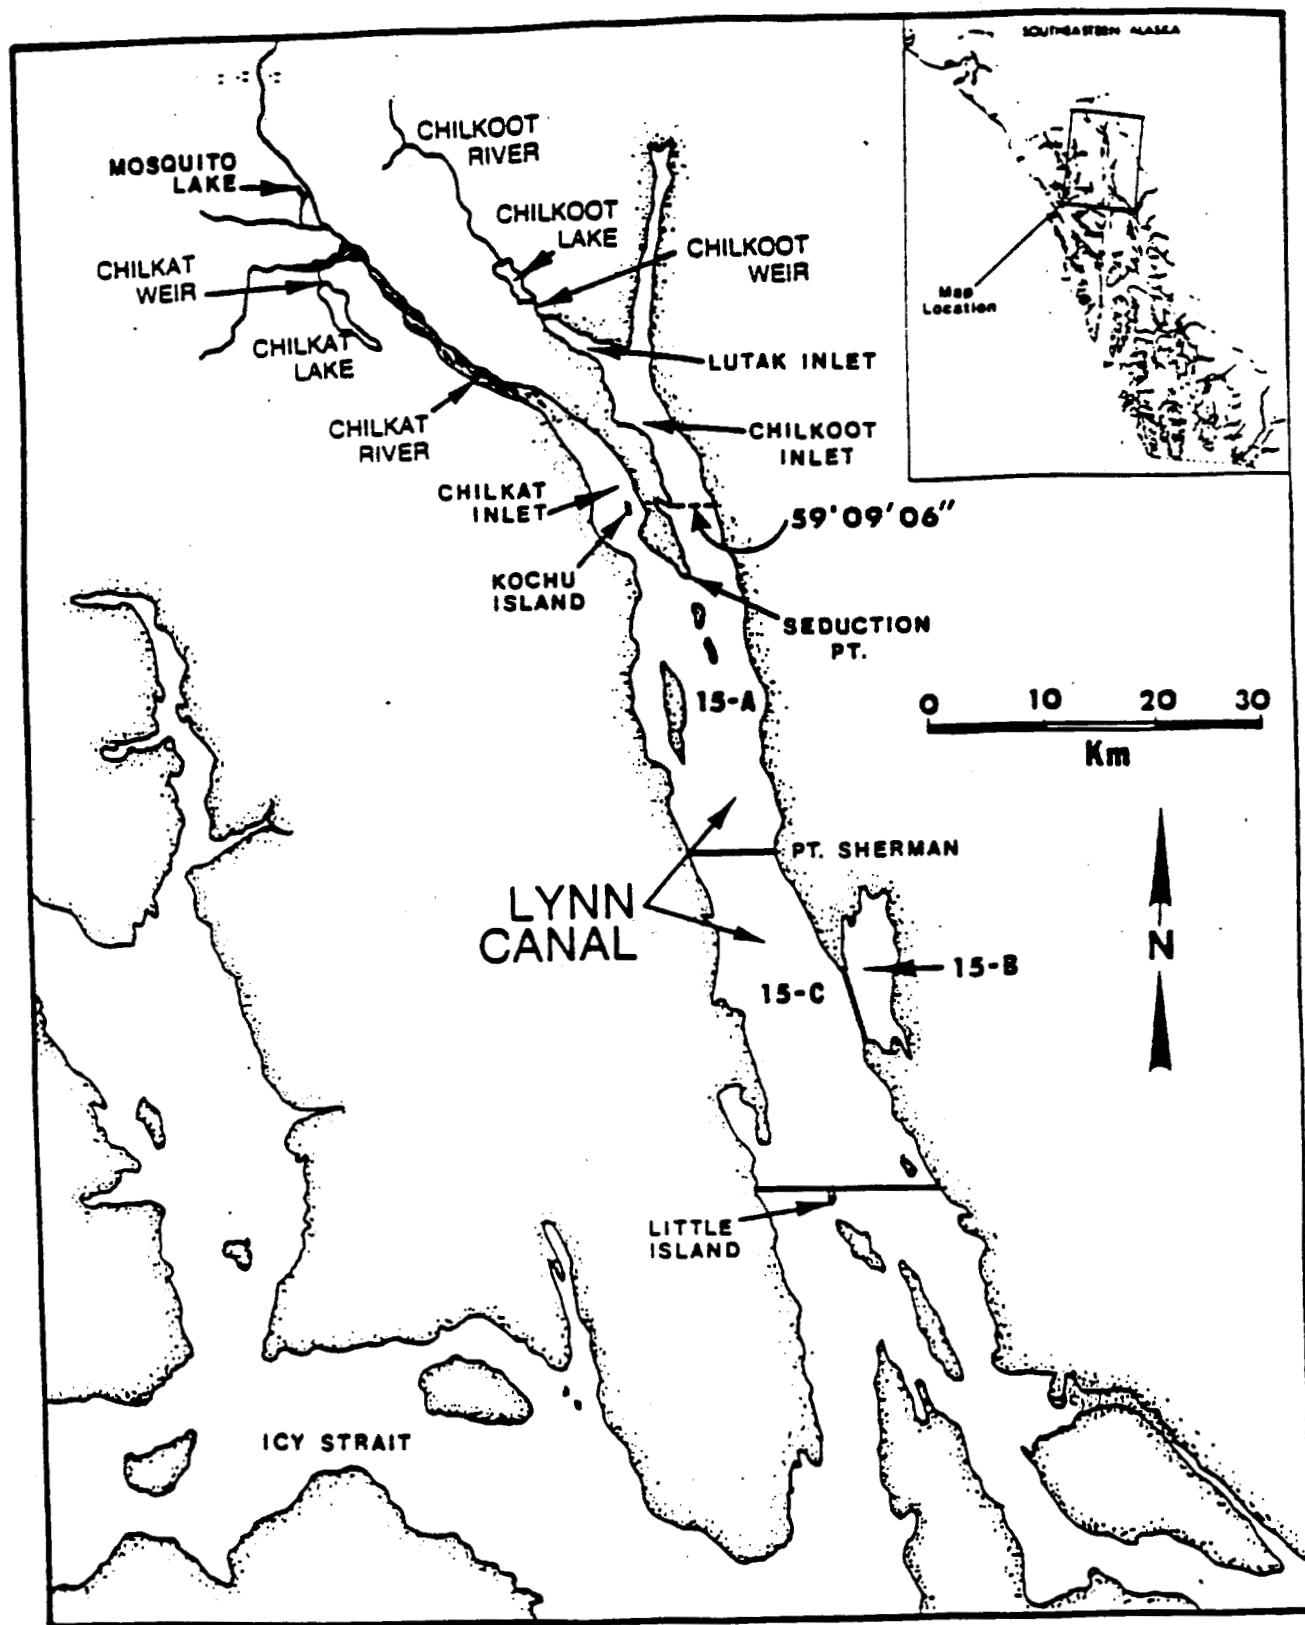 SOUTHEASTERN ALASKA
Map
Location
CHILKOOT
RIVER
MOSQUITO
LAKE
CHILKOOT
LAKE
CHILKOOT
WEIR
CHILKAT
WEIR
CHILKAT
LAKE
LUTAK INLET
CHILKAT
RIVER
CHILKOOT
INLET
CHILKAT
INLET
59°09'06"
KOCHU
ISLAND
SEDUCTION
PT.
15-A
0 10 20 30
Km
PT. SHERMAN
LYNN
CANAL
N
15-B
15-C
LITTLE
ISLAND
ICY STRAIT